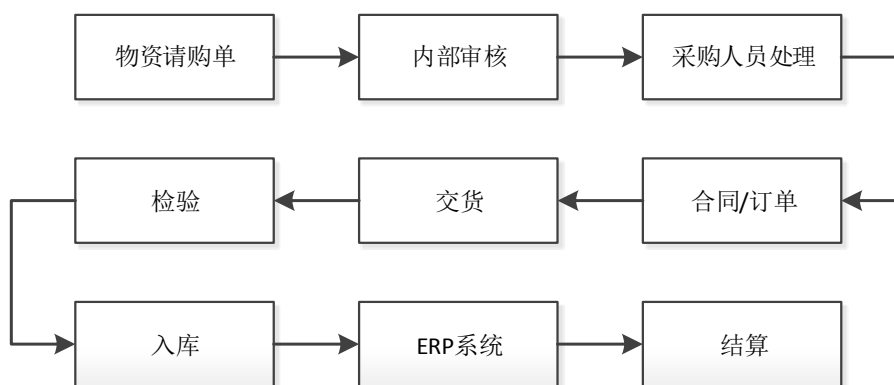 物资请购单
内部审核
采购人员处理
检验
交货
合同/订单
入库
ERP系统
结算